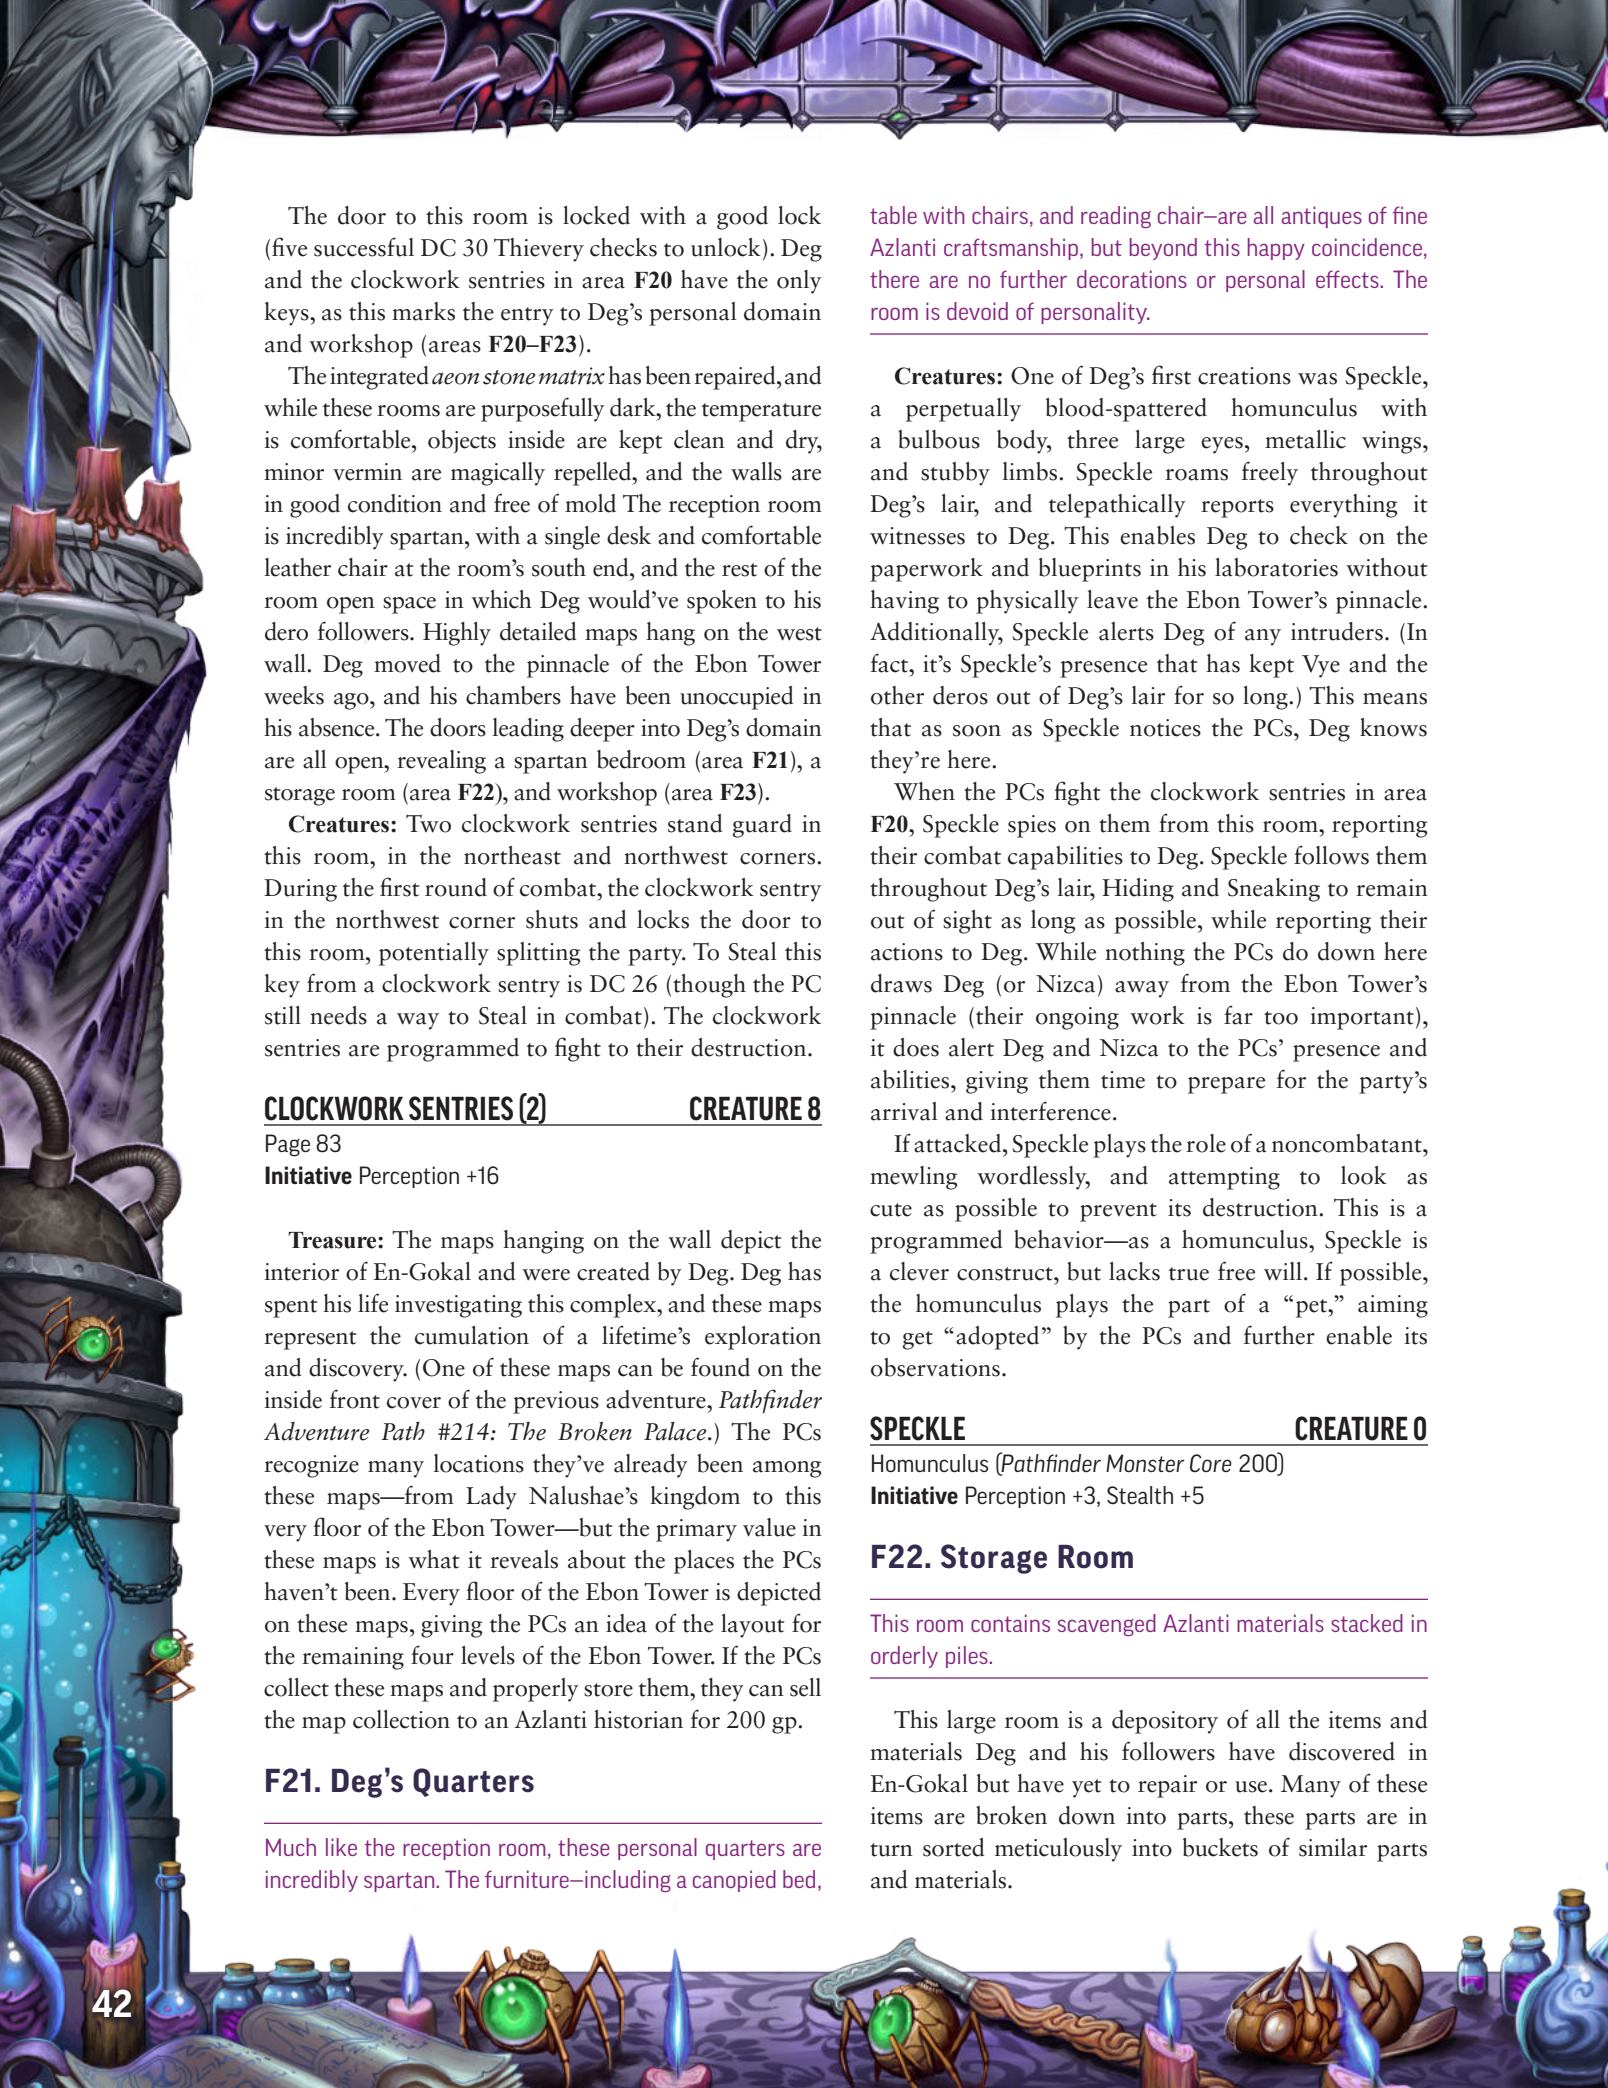 The door to this room is locked with a good lock
(five successful DC 30 Thievery checks to unlock). Deg
and the clockwork sentries in area F20 have the only
keys, as this marks the entry to Deg's personal domain
and workshop (areas F20–F23).
The integrated aeon stone matrix has been repaired, and
while these rooms are purposefully dark, the temperature
is comfortable, objects inside are kept clean and dry,
minor vermin are magically repelled, and the walls are
in good condition and free of mold The reception room
is incredibly spartan, with a single desk and comfortable
leather chair at the room's south end, and the rest of the
room open space in which Deg would've spoken to his
dero followers. Highly detailed maps hang on the west
wall. Deg moved to the pinnacle of the Ebon Tower
weeks ago, and his chambers have been unoccupied in
his absence. The doors leading deeper into Deg's domain
are all open, revealing a spartan bedroom (area F21), a
storage room (area F22), and workshop (area F23).
Creatures: Two clockwork sentries stand guard in
this room, in the northeast and northwest corners.
During the first round of combat, the clockwork sentry
in the northwest corner shuts and locks the door to
this room, potentially splitting the party. To Steal this
key from a clockwork sentry is DC 26 (though the PC
still needs a way to Steal in combat). The clockwork
sentries are programmed to fight to their destruction.
CLOCKWORK SENTRIES (2) CREATURE 8
Page 83
Initiative Perception +16
Treasure: The maps hanging on the wall depict the
interior of En-Gokal and were created by Deg. Deg has
spent his life investigating this complex, and these maps
represent the cumulation of a lifetime's exploration
and discovery. (One of these maps can be found on the
inside front cover of the previous adventure, Pathfinder
Adventure Path #214: The Broken Palace.) The PCs
recognize many locations they've already been among
these maps—from Lady Nalushae's kingdom to this
very floor of the Ebon Tower—but the primary value in
these maps is what it reveals about the places the PCs
haven't been. Every floor of the Ebon Tower is depicted
on these maps, giving the PCs an idea of the layout for
the remaining four levels of the Ebon Tower. If the PCs
collect these maps and properly store them, they can sell
the map collection to an Azlanti historian for 200 gp.
F21. Deg's Quarters
Much like the reception room, these personal quarters are
incredibly spartan. The furniture—including a canopied bed,
table with chairs, and reading chair—are all antiques of fine
Azlanti craftsmanship, but beyond this happy coincidence,
there are no further decorations or personal effects. The
room is devoid of personality.
Creatures: One of Deg's first creations was Speckle,
a perpetually blood-spattered homunculus with
a bulbous body, three large eyes, metallic wings,
and stubby limbs. Speckle roams freely throughout
Deg's lair, and telepathically reports everything it
witnesses to Deg. This enables Deg to check on the
paperwork and blueprints in his laboratories without
having to physically leave the Ebon Tower's pinnacle.
Additionally, Speckle alerts Deg of any intruders. (In
fact, it's Speckle's presence that has kept Vye and the
other deros out of Deg's lair for so long.) This means
that as soon as Speckle notices the PCs, Deg knows
they're here.
When the PCs fight the clockwork sentries in area
F20, Speckle spies on them from this room, reporting
their combat capabilities to Deg. Speckle follows them
throughout Deg's lair, Hiding and Sneaking to remain
out of sight as long as possible, while reporting their
actions to Deg. While nothing the PCs do down here
draws Deg (or Nizca) away from the Ebon Tower's
pinnacle (their ongoing work is far too important),
it does alert Deg and Nizca to the PCs' presence and
abilities, giving them time to prepare for the party's
arrival and interference.
If attacked, Speckle plays the role of a noncombatant,
mewling wordlessly, and attempting to look as
cute as possible to prevent its destruction. This is a
programmed behavior—as a homunculus, Speckle is
a clever construct, but lacks true free will. If possible,
the homunculus plays the part of a "pet," aiming
to get "adopted" by the PCs and further enable its
observations.
SPECKLE CREATURE 0
Homunculus (Pathfinder Monster Core 200)
Initiative Perception +3, Stealth +5
F22. Storage Room
This room contains scavenged Azlanti materials stacked in
orderly piles.
This large room is a depository of all the items and
materials Deg and his followers have discovered in
En-Gokal but have yet to repair or use. Many of these
items are broken down into parts, these parts are in
turn sorted meticulously into buckets of similar parts
and materials.
42